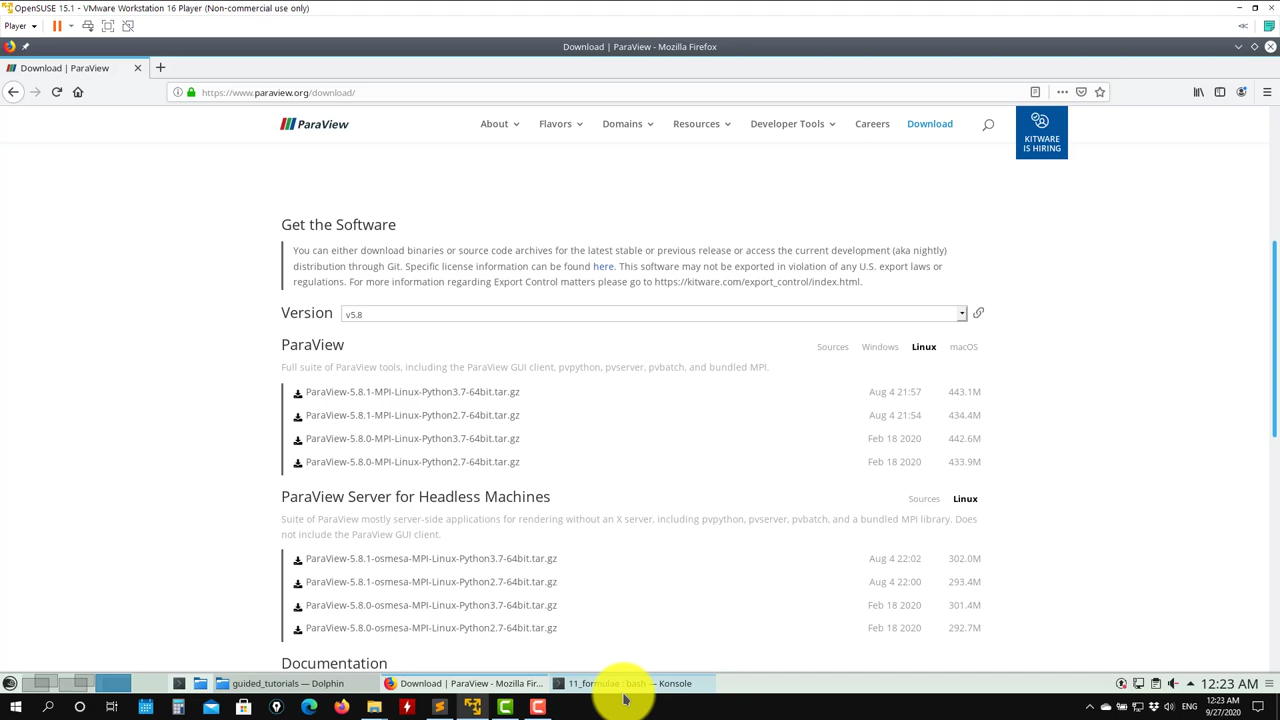 OpenSUSE 15.1 - VMware Workstation 16 Player (Non-commercial use only)
Player
Download | ParaView - Mozilla Firefox
Download | ParaView
https://www.paraview.org/download/
ParaView
About
Flavors
Domains
Resources
Developer Tools
Careers
Download
KITWARE
IS HIRING
Get the Software
You can either download binaries or source code archives for the latest stable or previous release or access the current development (aka nightly)
distribution through Git. Specific license information can be found here. This software may not be exported in violation of any U.S. export laws or
regulations. For more information regarding Export Control matters please go to https://kitware.com/export_control/index.html.
Version v5.8
ParaView Sources Windows Linux macOS
Full suite of ParaView tools, including the ParaView GUI client, pvpython, pvserver, pvbatch, and bundled MPI.
ParaView-5.8.1-MPI-Linux-Python3.7-64bit.tar.gz Aug 4 21:57 443.1M
ParaView-5.8.1-MPI-Linux-Python2.7-64bit.tar.gz Aug 4 21:54 434.4M
ParaView-5.8.0-MPI-Linux-Python3.7-64bit.tar.gz Feb 18 2020 442.6M
ParaView-5.8.0-MPI-Linux-Python2.7-64bit.tar.gz Feb 18 2020 433.9M
ParaView Server for Headless Machines Sources Linux
Suite of ParaView mostly server-side applications for rendering without an X server, including pvpython, pvserver, pvbatch, and a bundled MPI library. Does
not include the ParaView GUI client.
ParaView-5.8.1-osmesa-MPI-Linux-Python3.7-64bit.tar.gz Aug 4 22:02 302.0M
ParaView-5.8.1-osmesa-MPI-Linux-Python2.7-64bit.tar.gz Aug 4 22:00 293.4M
ParaView-5.8.0-osmesa-MPI-Linux-Python3.7-64bit.tar.gz Feb 18 2020 301.4M
ParaView-5.8.0-osmesa-MPI-Linux-Python2.7-64bit.tar.gz Feb 18 2020 292.7M
Documentation
guided_tutorials — Dolphin
Download | ParaView - Mozilla Fir...
11_formulae : bash — Konsole
12:23 AM
ENG
12:23 AM
9/27/2020